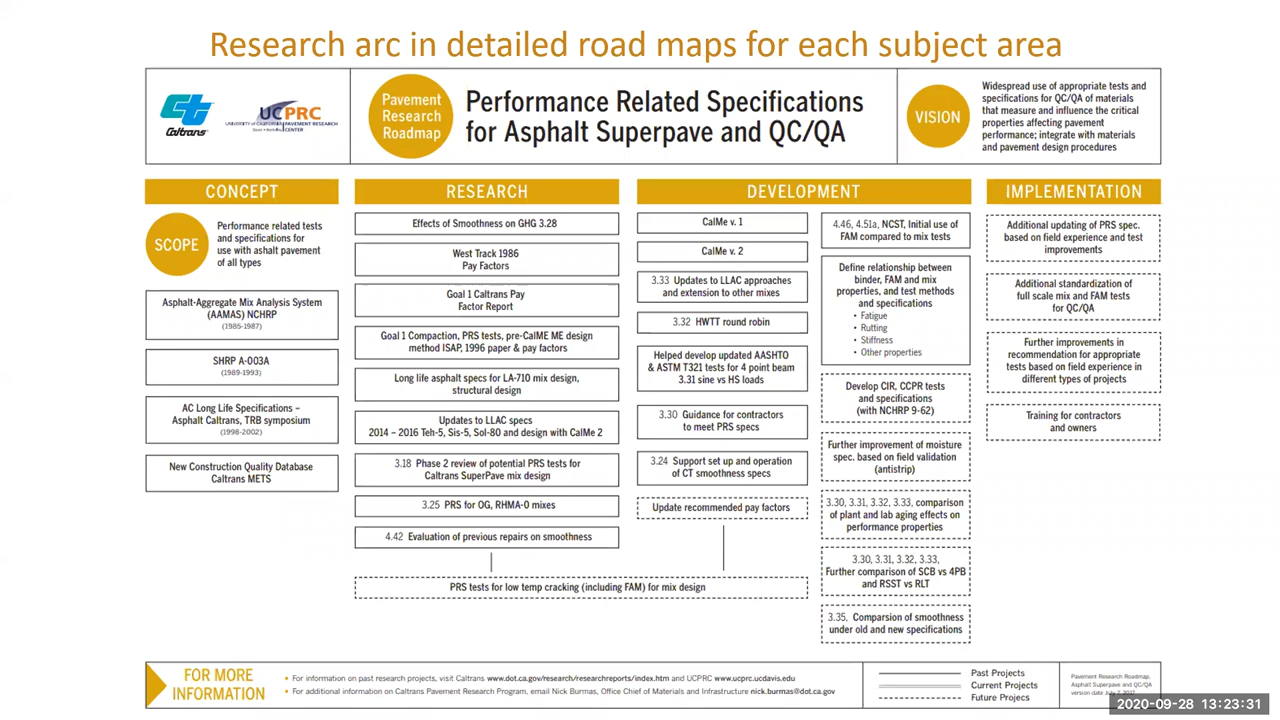 Research arc in detailed road maps for each subject area
Caltrans
UCPRC
UNIVERSITY OF CALIFORNIA PAVEMENT RESEARCH
CENTER
Pavement
Research
Roadmap
Performance Related Specifications
for Asphalt Superpave and QC/QA
VISION
Widespread use of appropriate tests and
specifications for QC/QA of materials
that measure and influence the critical
properties affecting pavement
performance; integrate with materials
and pavement design procedures
CONCEPT
SCOPE
Performance related tests
and specifications for
use with ashalt pavement
of all types
Asphalt-Aggregate Mix Analysis System
(AAMAS) NCHRP
(1985-1987)
SHRP A-003A
(1989-1993)
AC Long Life Specifications –
Asphalt Caltrans, TRB symposium
(1998-2002)
New Construction Quality Database
Caltrans METS
RESEARCH
Effects of Smoothness on GHG 3.28
West Track 1986
Pay Factors
Goal 1 Caltrans Pay
Factor Report
Goal 1 Compaction, PRS tests, pre-CalME ME design
method ISAP, 1996 paper & pay factors
Long life asphalt specs for LA-710 mix design,
structural design
Updates to LLAC specs
2014 – 2016 Teh-5, Sis-5, Sol-80 and design with CalMe 2
3.18 Phase 2 review of potential PRS tests for
Caltrans SuperPave mix design
3.25 PRS for OG, RHMA-0 mixes
4.42 Evaluation of previous repairs on smoothness
PRS tests for low temp cracking (including FAM) for mix design
DEVELOPMENT
CalMe v. 1
CalMe v. 2
3.33 Updates to LLAC approaches
and extension to other mixes
3.32 HWTT round robin
Helped develop updated AASHTO
& ASTM T321 tests for 4 point beam
3.31 sine vs HS loads
3.30 Guidance for contractors
to meet PRS specs
3.24 Support set up and operation
of CT smoothness specs
Update recommended pay factors
4.46, 4.51a, NCST, Initial use of
FAM compared to mix tests
Define relationship between
binder, FAM and mix
properties, and test methods
and specifications
• Fatigue
• Rutting
• Stiffness
• Other properties
Develop CIR, CCPR tests
and specifications
(with NCHRP 9-62)
Further improvement of moisture
spec. based on field validation
(antistrip)
3.30, 3.31, 3.32, 3.33, comparison
of plant and lab aging effects on
performance properties
3.30, 3.31, 3.32, 3.33,
Further comparison of SCB vs 4PB
and RSST vs RLT
3.35, Comparsion of smoothness
under old and new specifications
IMPLEMENTATION
Additional updating of PRS spec.
based on field experience and test
improvements
Additional standardization of
full scale mix and FAM tests
for QC/QA
Further improvements in
recommendation for appropriate
tests based on field experience in
different types of projects
Training for contractors
and owners
FOR MORE
INFORMATION
• For information on past research projects, visit Caltrans www.dot.ca.gov/research/researchreports/index.htm and UCPRC www.ucprc.ucdavis.edu
• For additional information on Caltrans Pavement Research Program, email Nick Burmas, Office Chief of Materials and Infrastructure nick.burmas@dot.ca.gov
Past Projects
Current Projects
Future Projects
Pavement Research Roadmap,
Asphalt Superpave and QC/QA
version date July
2020-09-28 13:23:31